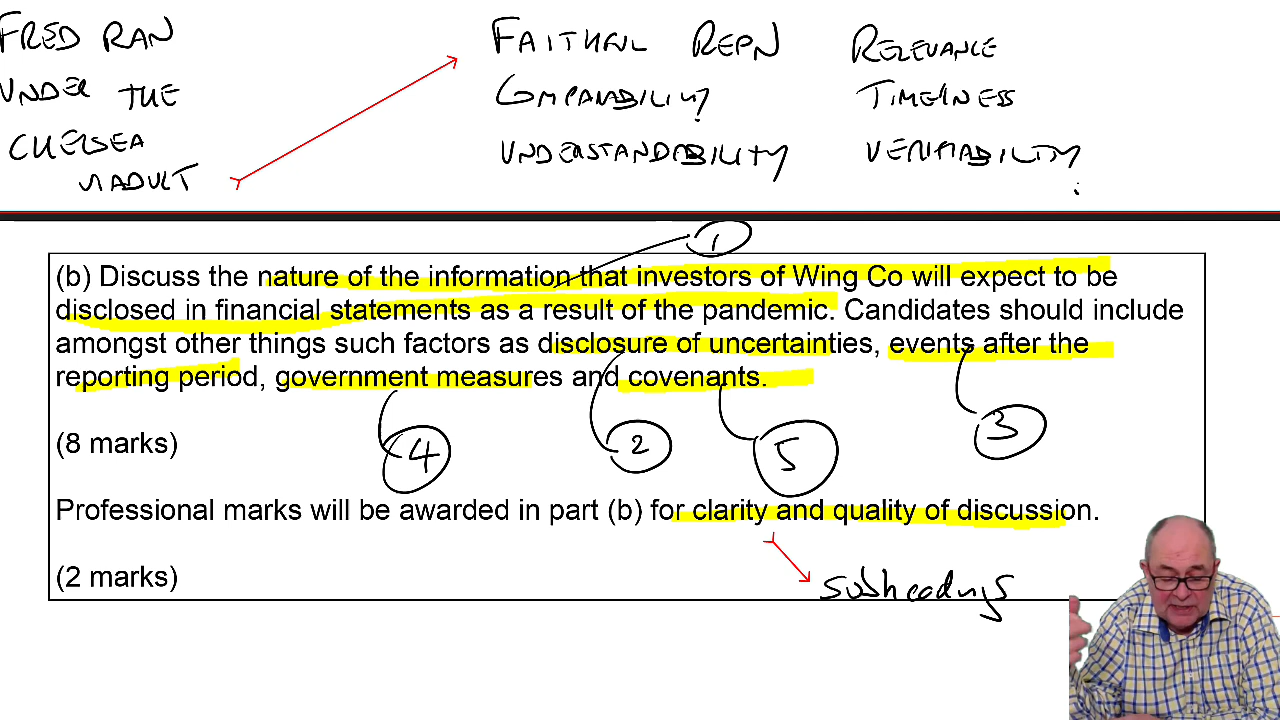 FRED RAN
UNDER THE
CHELSEA
VIADUCT
FAITHFUL REPN RELEVANCE
COMPARABILITY TIMELINESS
UNDERSTANDABILITY VERIFIABILITY
1
(b) Discuss the nature of the information that investors of Wing Co will expect to be
disclosed in financial statements as a result of the pandemic. Candidates should include
amongst other things such factors as disclosure of uncertainties, events after the
reporting period, government measures and covenants.
(8 marks)
4 2 5 3
Professional marks will be awarded in part (b) for clarity and quality of discussion.
(2 marks)
subheadings